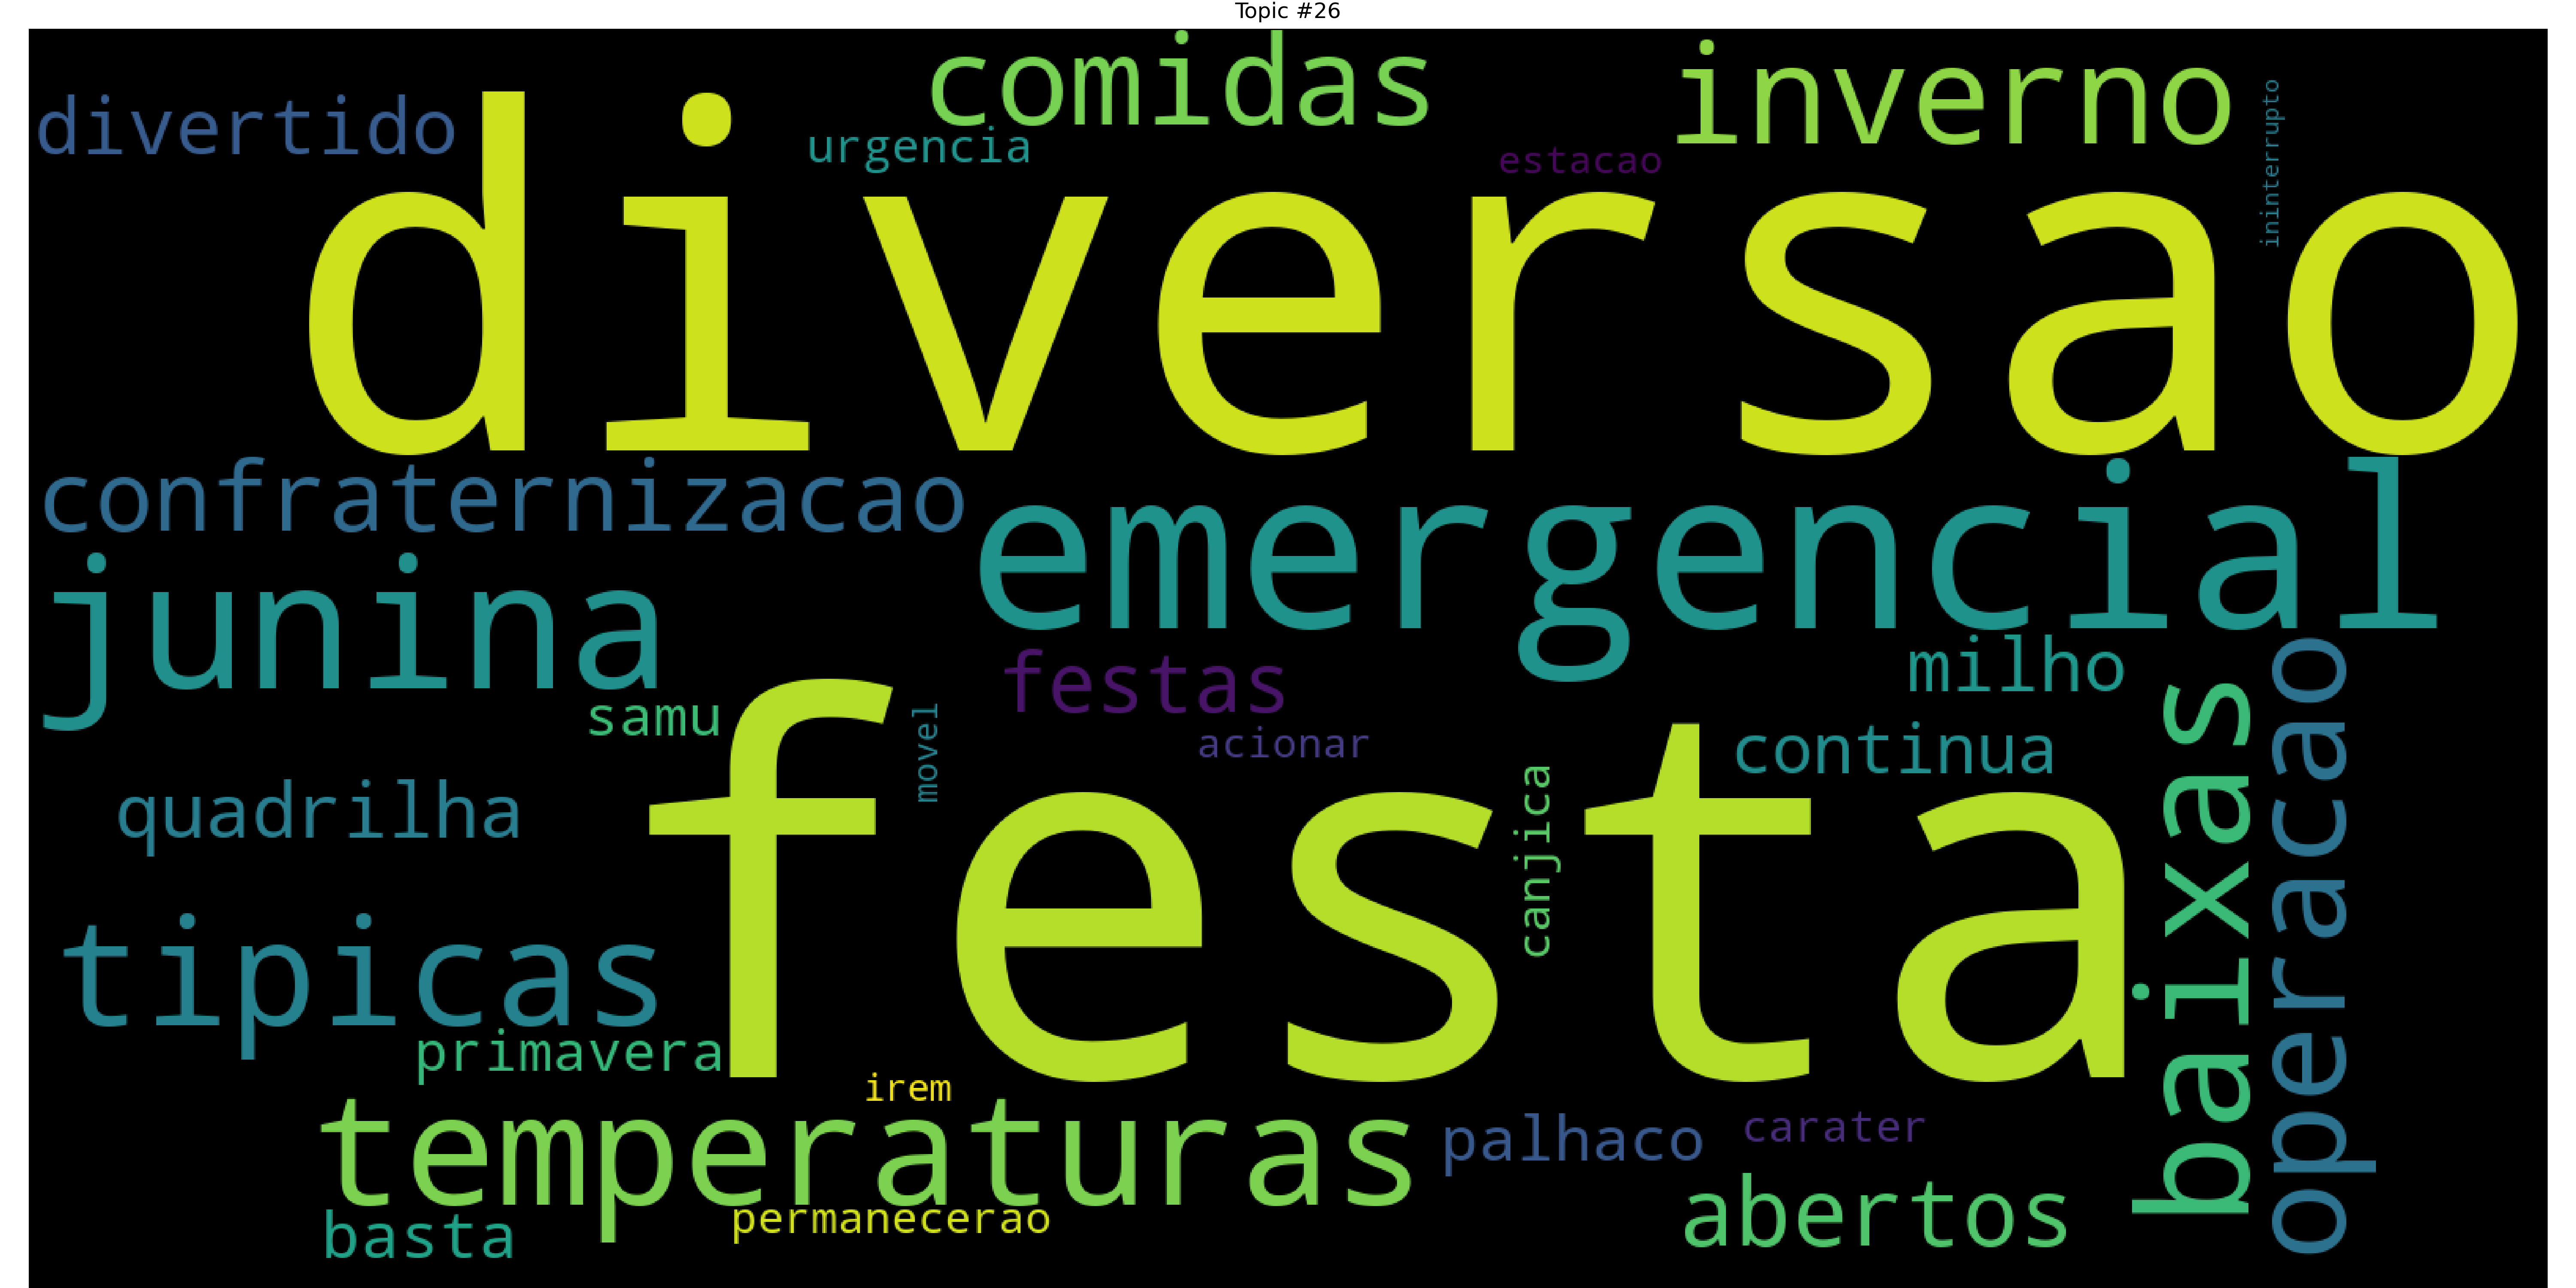 Topic #26
comidas
inverno
divertido
urgencia
estacao
ininterrupto
diversao
confraternizacao
emergencial
junina
festas
milho
samu
movel
acionar
continua
quadrilha
festa
canjica
baixas
operacao
tipicas
primavera
irem
temperaturas
palhaco
carater
basta
permanecerao
abertos